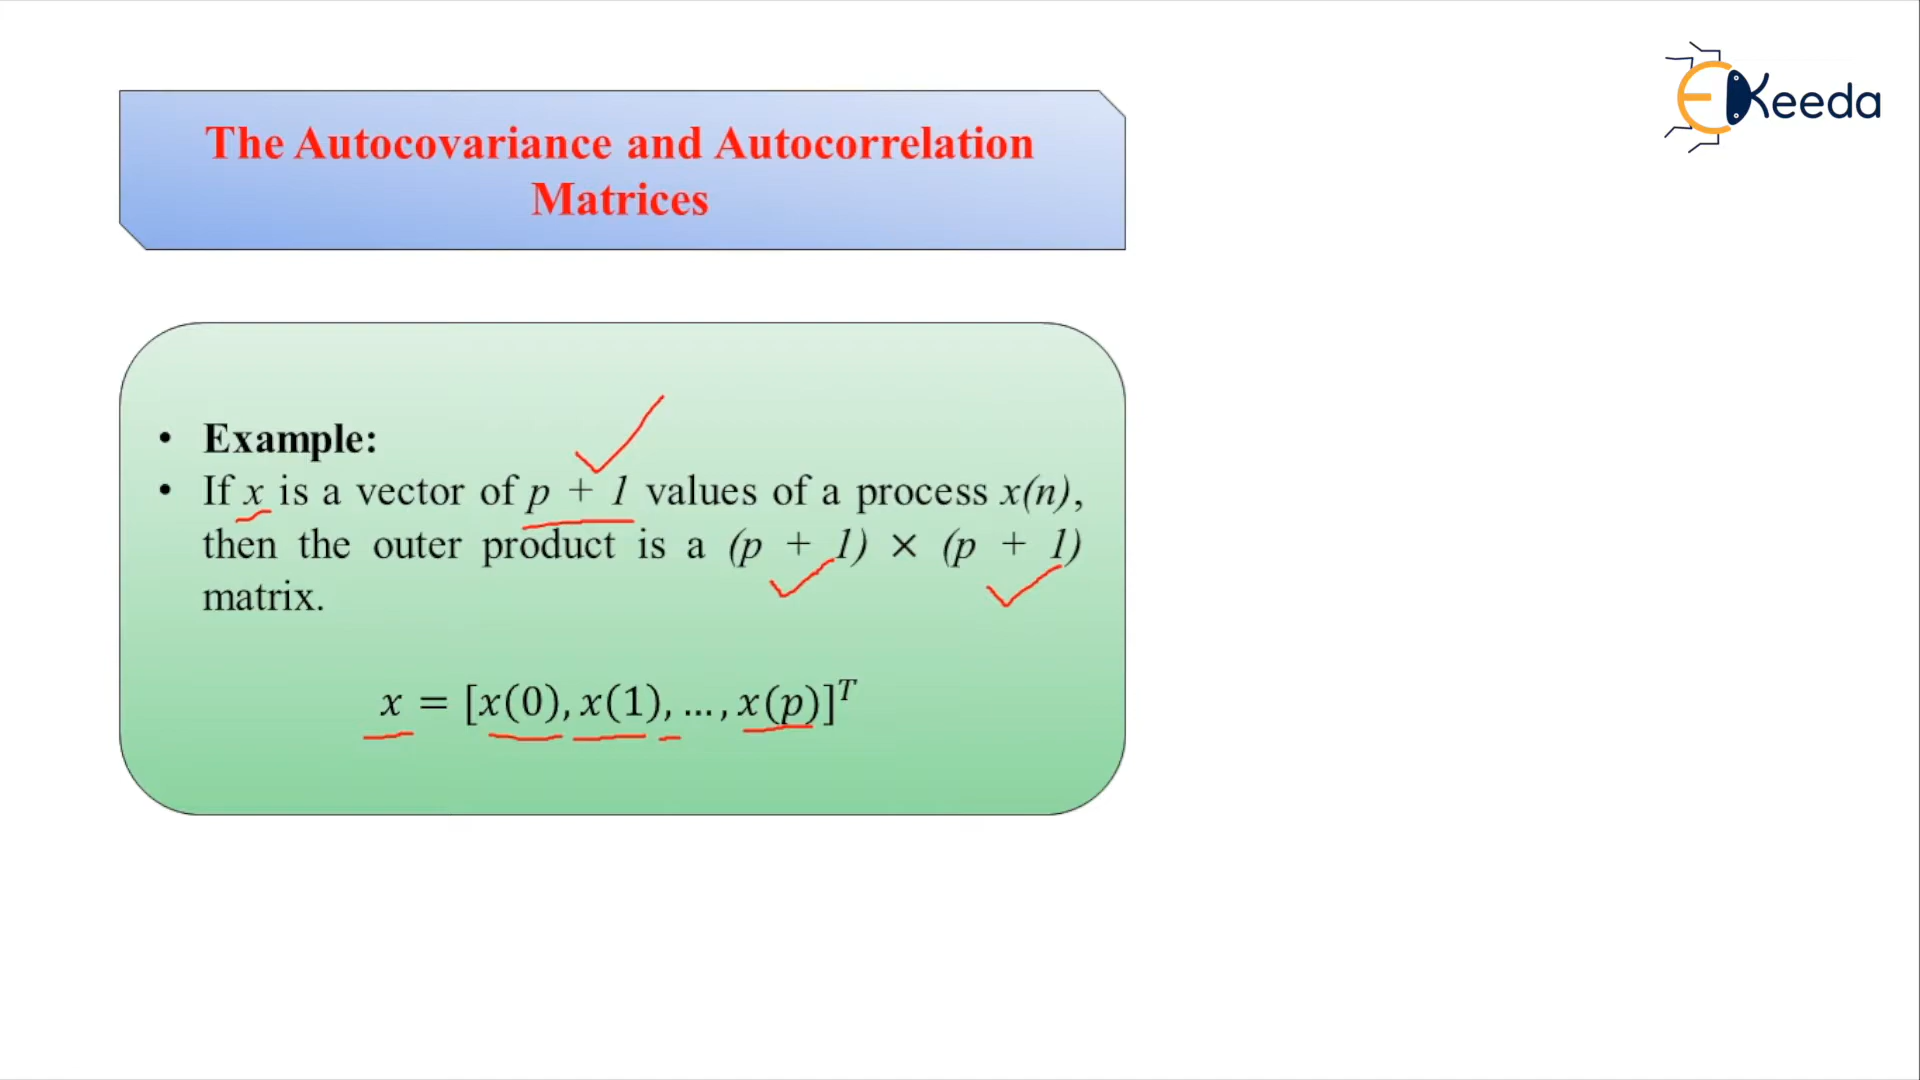 EKeeda
The Autocovariance and Autocorrelation
Matrices
• Example:
• If x is a vector of p + 1 values of a process x(n),
then the outer product is a (p + 1) × (p + 1)
matrix.
x = [x(0), x(1), …, x(p)]^T